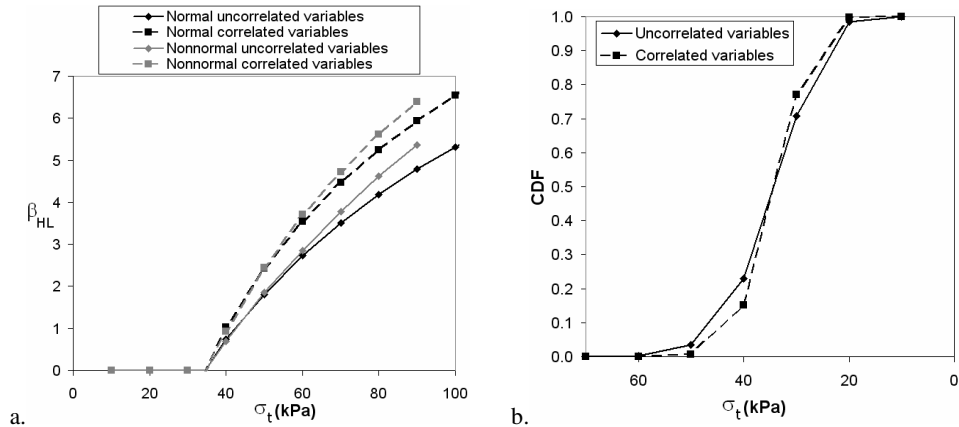 Normal uncorrelated variables
Normal correlated variables
Nonnormal uncorrelated variables
Nonnormal correlated variables
7
6
5
4
3
2
1
0
β_HL
0 20 40 60 80 100
σ_t (kPa)
a.
Uncorrelated variables
Correlated variables
1.0
0.9
0.8
0.7
0.6
0.5
0.4
0.3
0.2
0.1
0.0
CDF
60 40 20 0
σ_t (kPa)
b.